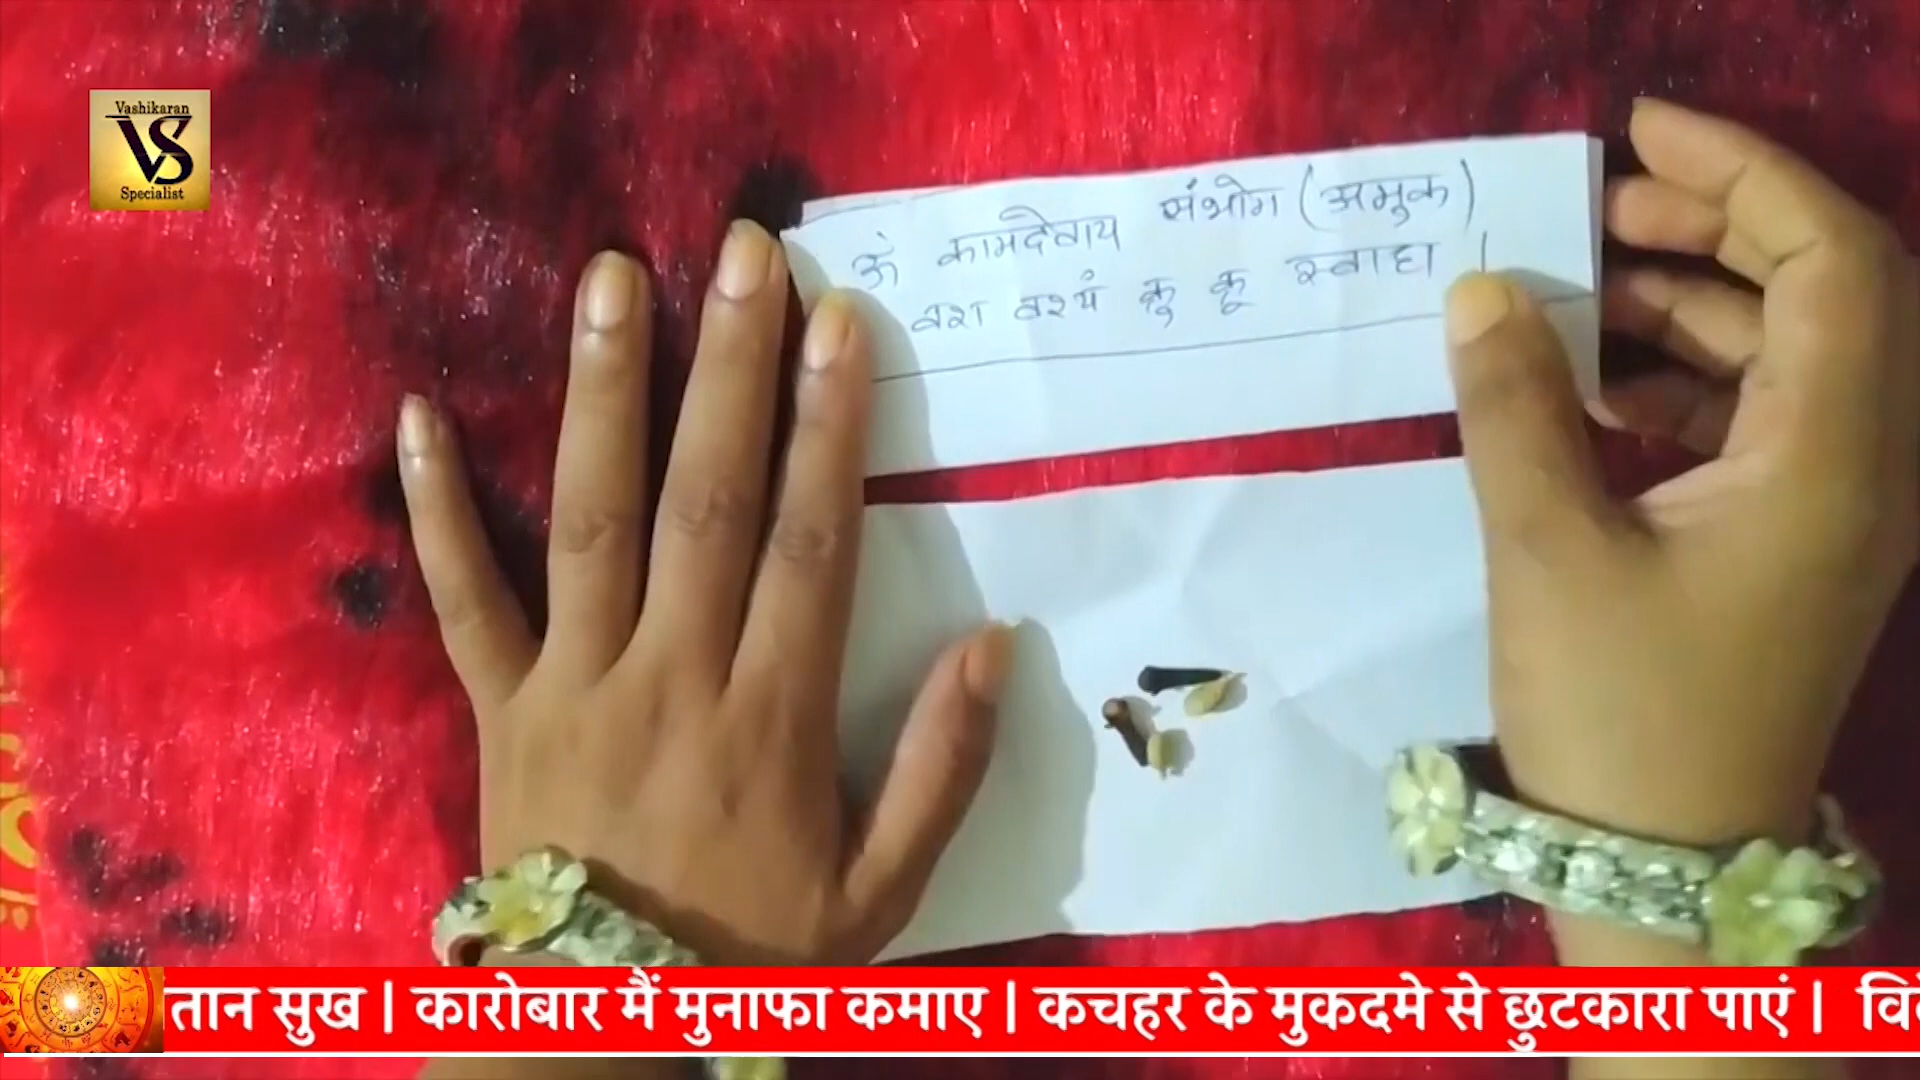 Vashikaran
VS
Specialist
ॐ कामदेवाय संभोग (अमुक)
वश वश्यं कु कू स्वाहा ।
तान सुख | कारोबार मैं मुनाफा कमाए | कचहर के मुकदमे से छुटकारा पाएं |